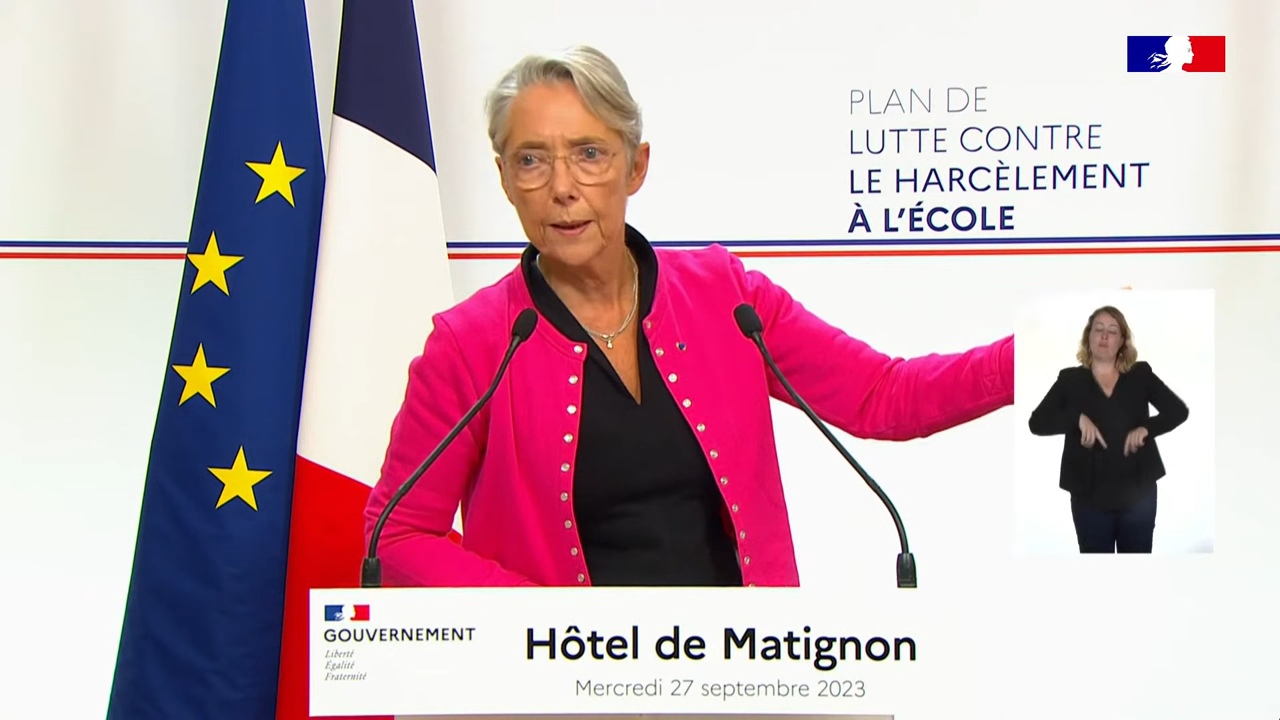 PLAN DE
LUTTE CONTRE
LE HARCÈLEMENT
À L'ÉCOLE
GOUVERNEMENT
Liberté
Égalité
Fraternité
Hôtel de Matignon
Mercredi 27 septembre 2023